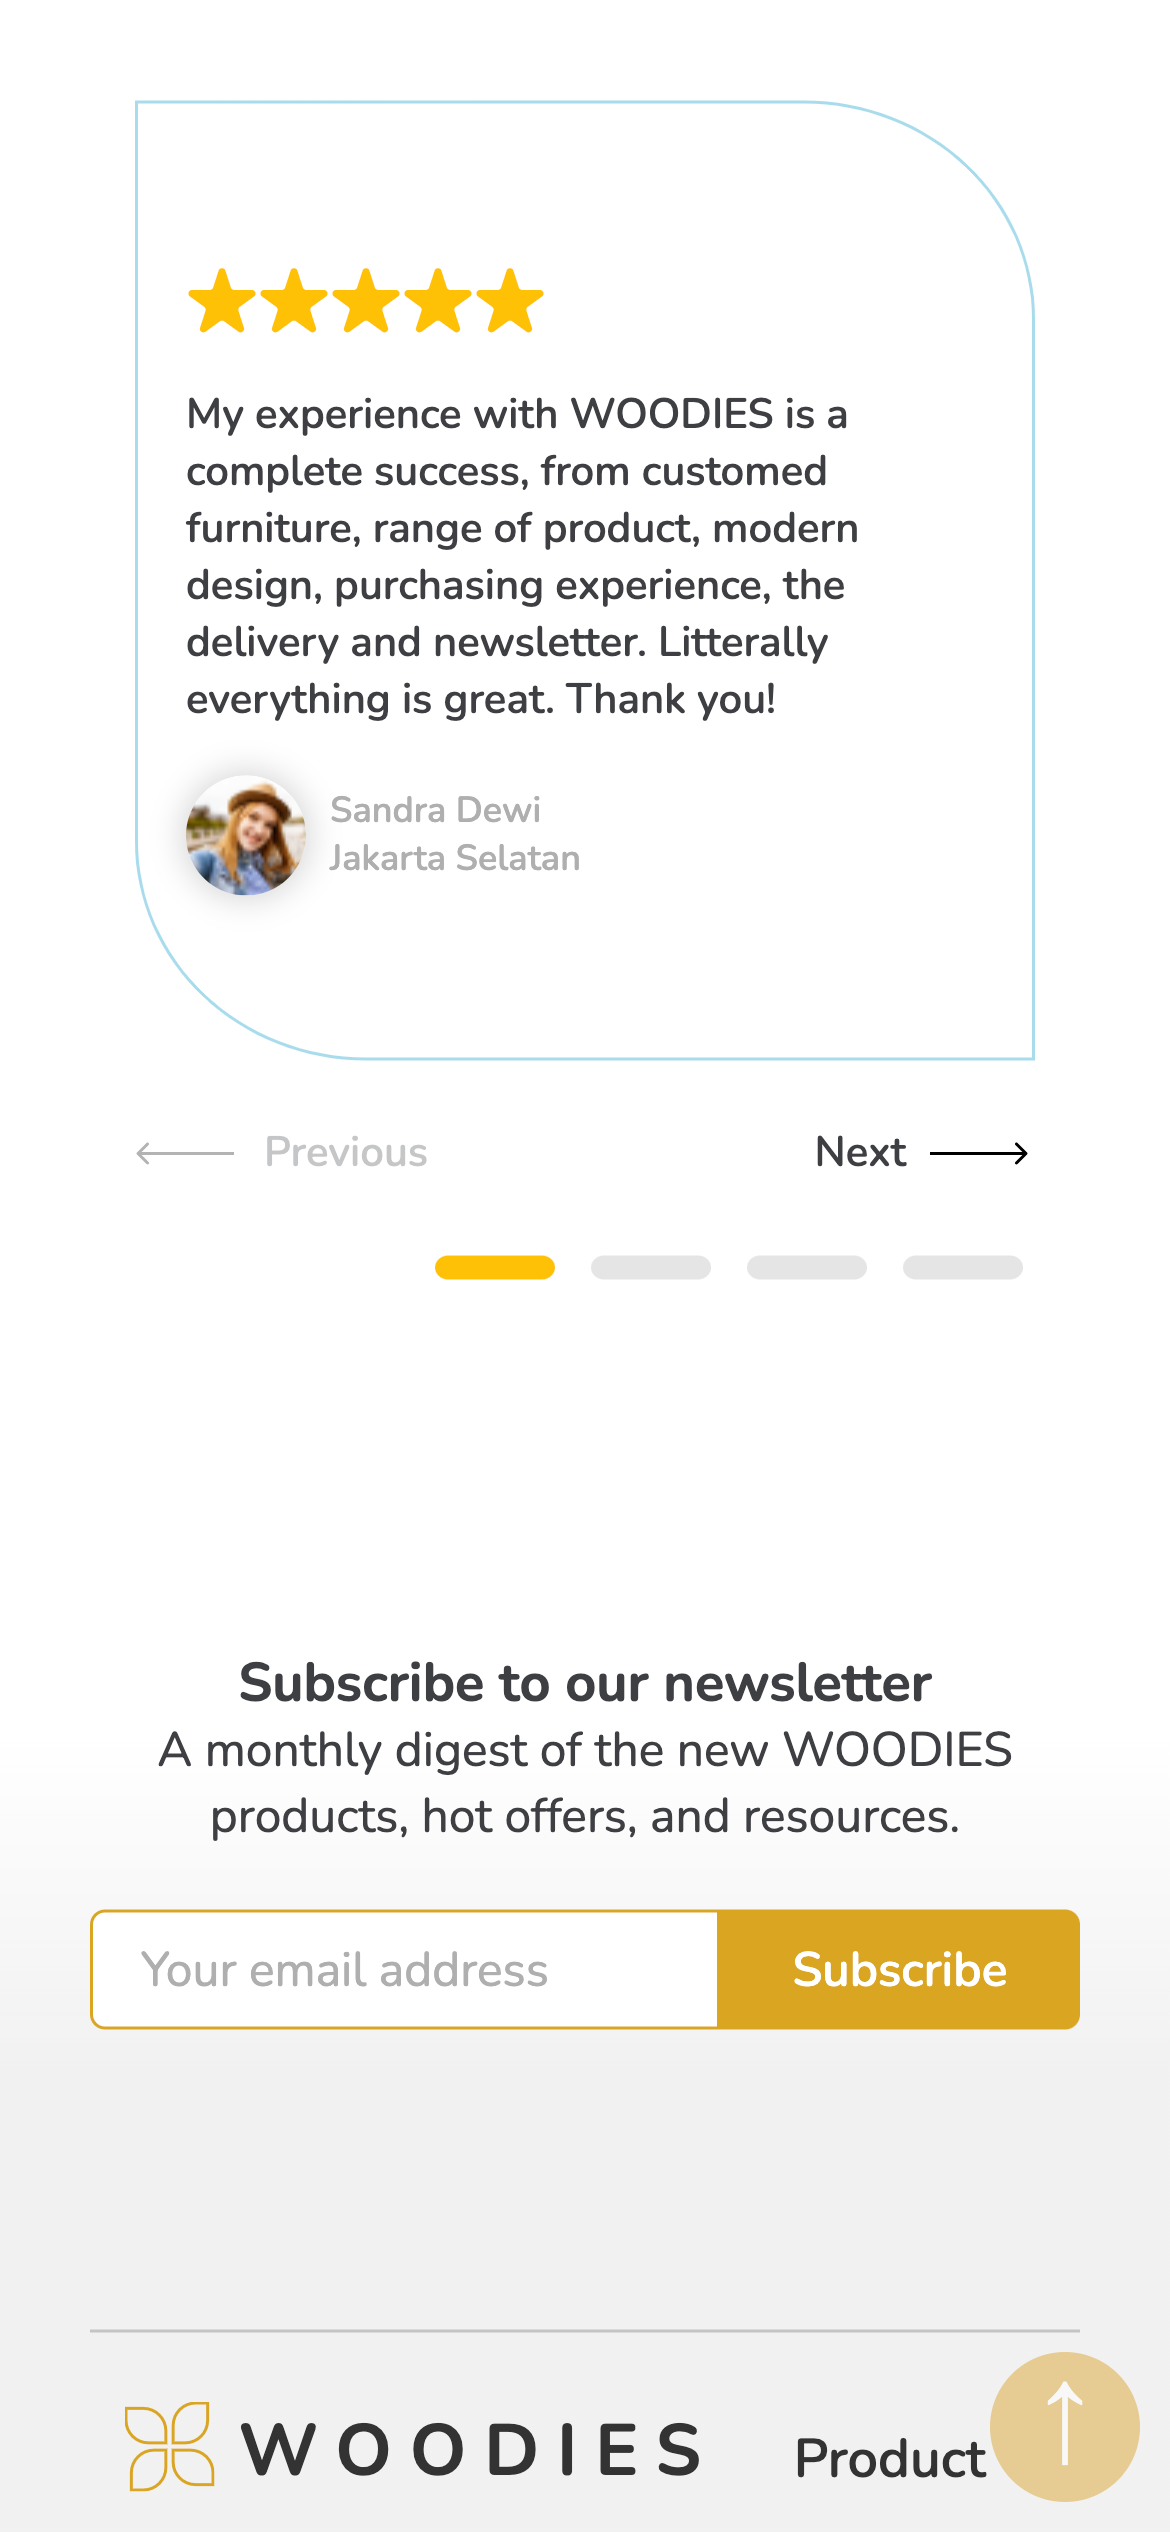 My experience with WOODIES is a
complete success, from customed
furniture, range of product, modern
design, purchasing experience, the
delivery and newsletter. Litterally
everything is great. Thank you!
Sandra Dewi
Jakarta Selatan
Previous
Next
Subscribe to our newsletter
A monthly digest of the new WOODIES
products, hot offers, and resources.
Your email address
Subscribe
WOODIES
Product